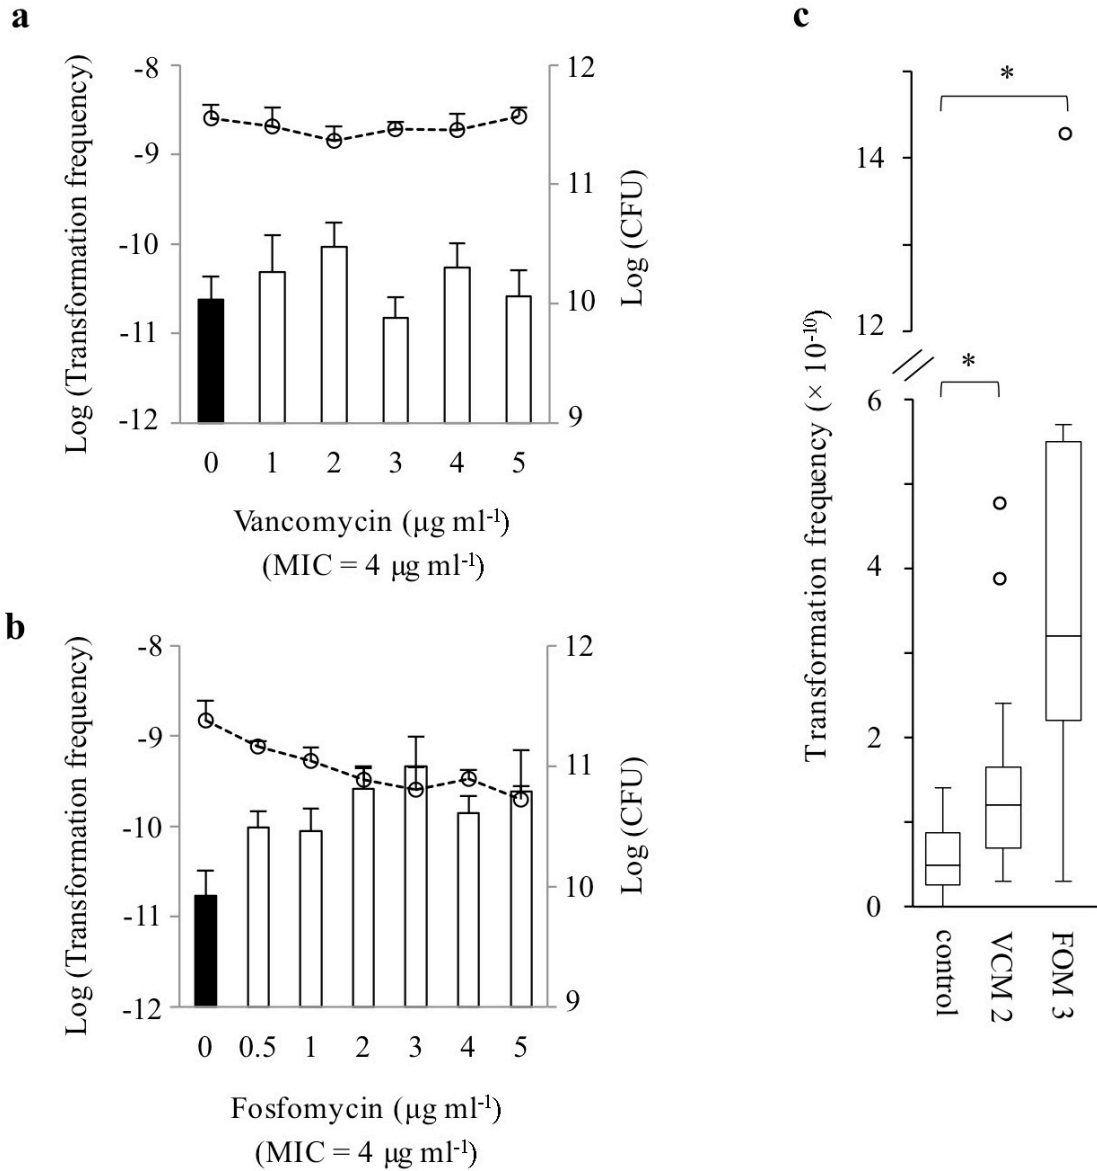 a
-8
-9
-10
-11
-12
Log (Transformation frequency)
12
11
10
9
Log (CFU)
0 1 2 3 4 5
Vancomycin (μg ml-1)
(MIC = 4 μg ml-1)
b
-8
-9
-10
-11
-12
Log (Transformation frequency)
12
11
10
9
Log (CFU)
0 0.5 1 2 3 4 5
Fosfomycin (μg ml-1)
(MIC = 4 μg ml-1)
c
*
14
12
*
6
4
2
0
Transformation frequency (× 10-10)
control
VCM 2
FOM 3